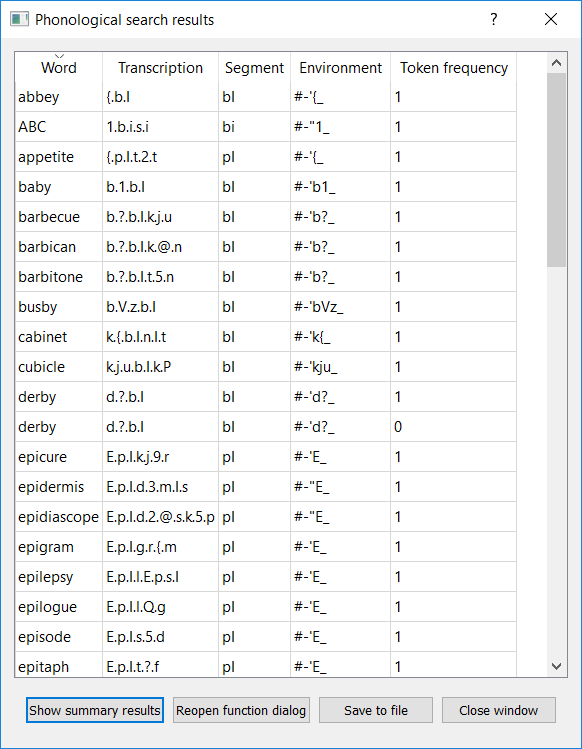 Phonological search results
Word Transcription Segment Environment Token frequency
abbey {.b.I bI #-'{_ 1
ABC 1.b.i.s.i bi #-"1_ 1
appetite {.p.I.t.2.t pI #-'{_ 1
baby b.1.b.I bI #-'b1_ 1
barbecue b.?.b.I.k.j.u bI #-'b?_ 1
barbican b.?.b.I.k.@.n bI #-'b?_ 1
barbitone b.?.b.I.t.5.n bI #-'b?_ 1
busby b.V.z.b.I bI #-'bVz_ 1
cabinet k.{.b.I.n.I.t bI #-'k{_ 1
cubicle k.j.u.b.I.k.P bI #-'kju_ 1
derby d.?.b.I bI #-'d?_ 1
derby d.?.b.I bI #-'d?_ 0
epicure E.p.I.k.j.9.r pI #-'E_ 1
epidermis E.p.I.d.3.m.I.s pI #-"E_ 1
epidiascope E.p.I.d.2.@.s.k.5.p pI #-"E_ 1
epigram E.p.I.g.r.{.m pI #-'E_ 1
epilepsy E.p.I.l.E.p.s.I pI #-'E_ 1
epilogue E.p.I.l.Q.g pI #-'E_ 1
episode E.p.I.s.5.d pI #-'E_ 1
epitaph E.p.I.t.?.f pI #-'E_ 1
Show summary results Reopen function dialog Save to file Close window